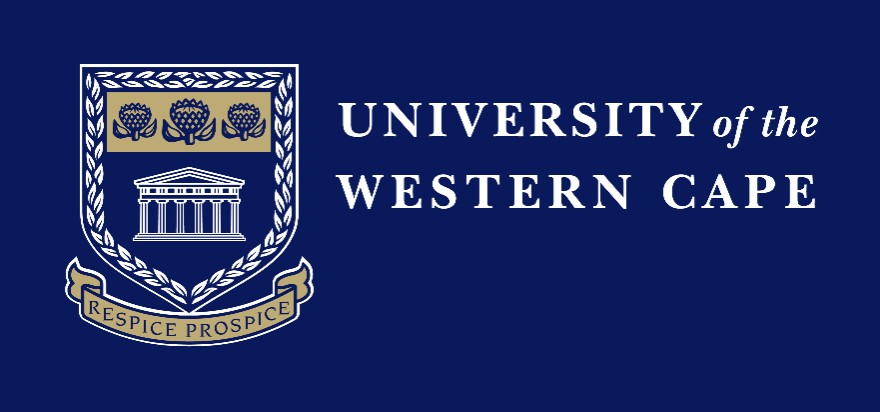 UNIVERSITY of the
WESTERN CAPE
RESPICE PROSPICE